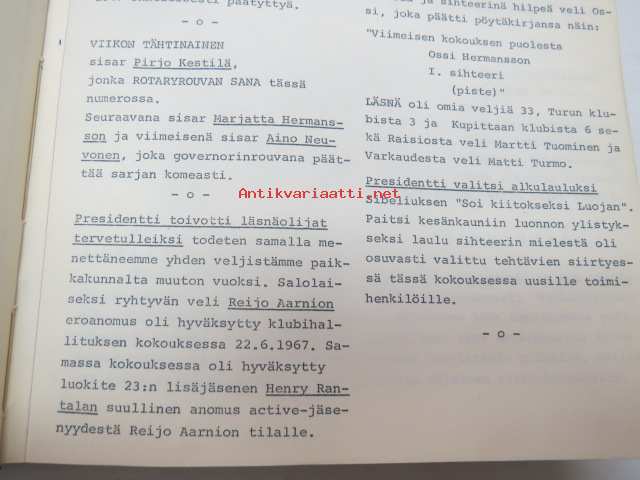 päätyttyä.
- o -
VIIKON TÄHTINAINEN
sisar Pirjo Kestilä,
jonka ROTARYROUVAN SANA tässä
numerossa.
Seuraavana sisar Marjatta Hermans-
son ja viimeisenä sisar Aino Neu-
vonen, joka governorinrouvana päät-
tää sarjan komeasti.
- o -
Presidentti toivotti läsnäolijat
tervetulleiksi todeten samalla me-
nettäneemme yhden veljistämme paik-
kakunnalta muuton vuoksi. Salolai-
seksi ryhtyvän veli Reijo Aarnion
eroanomus oli hyväksytty klubihal-
lituksen kokouksessa 22.6.1967. Sa-
massa kokouksessa oli hyväksytty
luokite 23:n lisäjäsenen Henry Ran-
talan suullinen anomus active-jäse-
nyydestä Reijo Aarnion tilalle.
ja sihteerinä hilpeä veli Os-
si, joka päätti pöytäkirjansa näin:
"Viimeisen kokouksen puolesta
Ossi Hermansson
I. sihteeri
(piste)"
LÄSNÄ oli omia veljiä 33, Turun klu-
bista 3 ja Kupittaan klubista 6 se-
kä Raisiosta veli Martti Tuominen ja
Varkaudesta veli Matti Turmo.
Presidentti valitsi alkulauluksi
Sibeliuksen "Soi kiitokseksi Luojan".
Paitsi kesänkauniin luonnon ylistyk-
seksi laulu sihteerin mielestä oli
osuvasti valittu tehtävien siirtyes-
sä tässä kokouksessa uusille toimi-
henkilöille.
- o -
Antikvariaatti.net